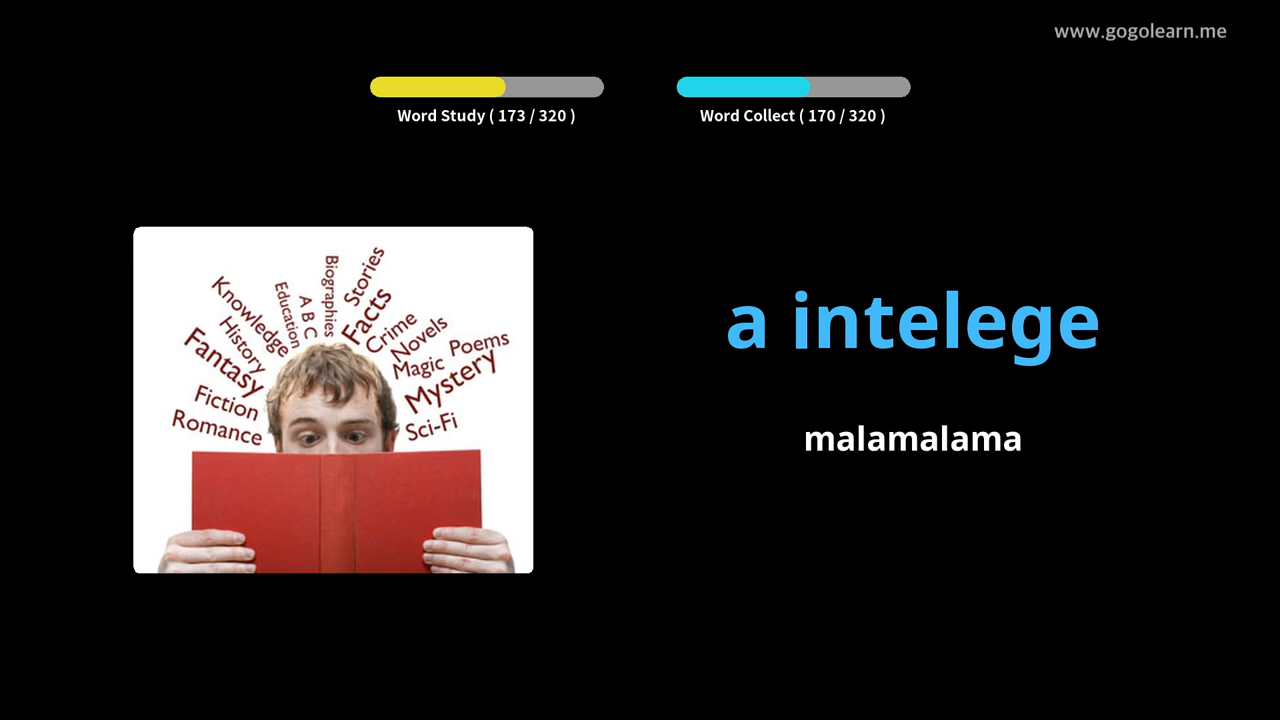 www.gogolearn.me
Word Study ( 173 / 320 )
Word Collect ( 170 / 320 )
Knowledge
Education
A B C
Biographies
Stories
Facts
Crime
Novels
Poems
History
Magic
Fantasy
Mystery
Fiction
Romance
Sci-Fi
a intelege
malamalama